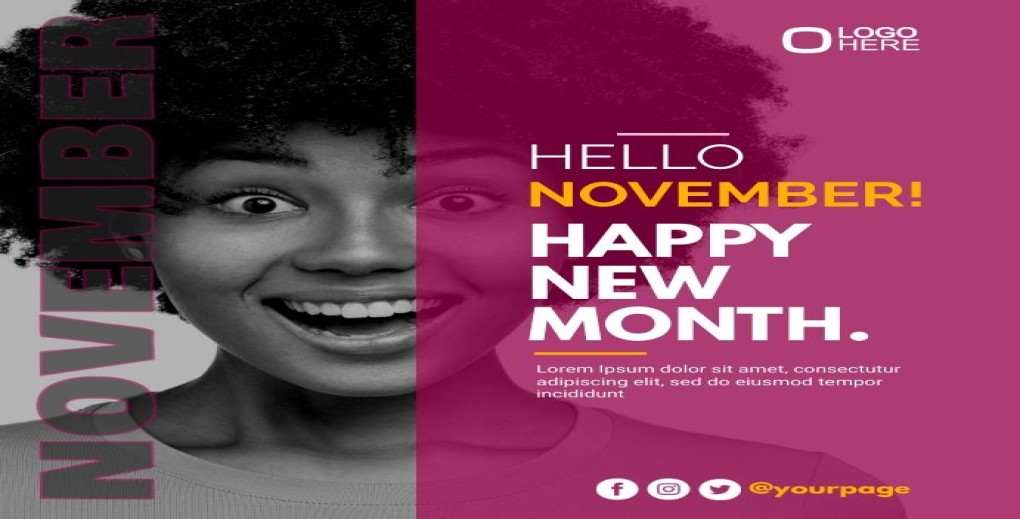 NOVEMBER
LOGO
HERE
HELLO
NOVEMBER!
HAPPY
NEW
MONTH.
Lorem Ipsum dolor sit amet, consectutur
adipiscing elit, sed do eiusmod tempor
incididunt
@yourpage